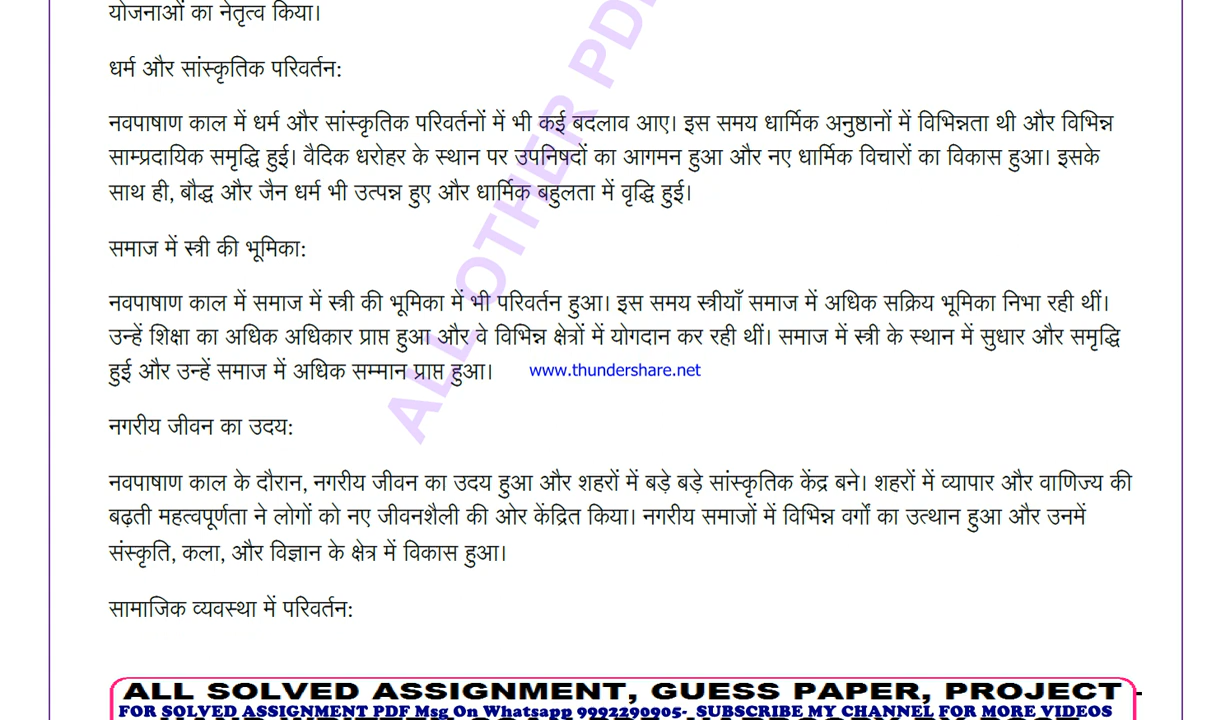 योजनाओं का नेतृत्व किया।
धर्म और सांस्कृतिक परिवर्तन:
नवपाषाण काल में धर्म और सांस्कृतिक परिवर्तनों में भी कई बदलाव आए। इस समय धार्मिक अनुष्ठानों में विभिन्नता थी और विभिन्न
साम्प्रदायिक समृद्धि हुई। वैदिक धरोहर के स्थान पर उपनिषदों का आगमन हुआ और नए धार्मिक विचारों का विकास हुआ। इसके
साथ ही, बौद्ध और जैन धर्म भी उत्पन्न हुए और धार्मिक बहुलता में वृद्धि हुई।
समाज में स्त्री की भूमिका:
नवपाषाण काल में समाज में स्त्री की भूमिका में भी परिवर्तन हुआ। इस समय स्त्रीयाँ समाज में अधिक सक्रिय भूमिका निभा रही थीं।
उन्हें शिक्षा का अधिक अधिकार प्राप्त हुआ और वे विभिन्न क्षेत्रों में योगदान कर रही थीं। समाज में स्त्री के स्थान में सुधार और समृद्धि
हुई और उन्हें समाज में अधिक सम्मान प्राप्त हुआ। www.thundershare.net
नगरीय जीवन का उदय:
नवपाषाण काल के दौरान, नगरीय जीवन का उदय हुआ और शहरों में बड़े बड़े सांस्कृतिक केंद्र बने। शहरों में व्यापार और वाणिज्य की
बढ़ती महत्वपूर्णता ने लोगों को नए जीवनशैली की ओर केंद्रित किया। नगरीय समाजों में विभिन्न वर्गों का उत्थान हुआ और उनमें
संस्कृति, कला, और विज्ञान के क्षेत्र में विकास हुआ।
सामाजिक व्यवस्था में परिवर्तन:
ALL OTHER PDF
ALL SOLVED ASSIGNMENT, GUESS PAPER, PROJECT -
FOR SOLVED ASSIGNMENT PDF Msg On Whatsapp 9992290905- SUBSCRIBE MY CHANNEL FOR MORE VIDEOS